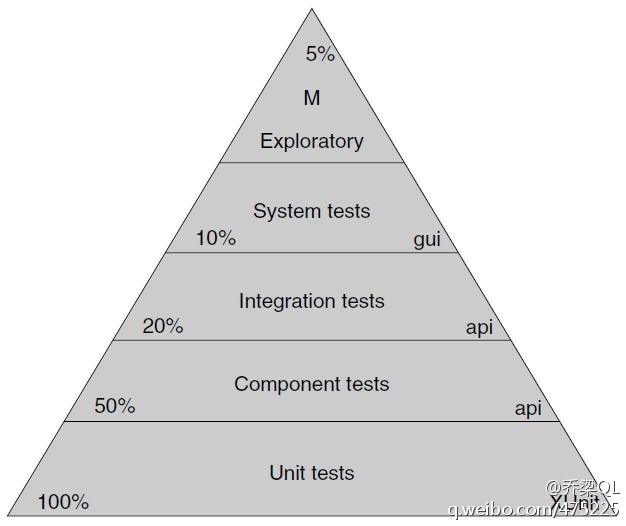 5%
M
Exploratory
System tests
10%
gui
Integration tests
20%
api
Component tests
50%
api
Unit tests
100%
XUnit
@乔梁QL
q.weibo.com/475225